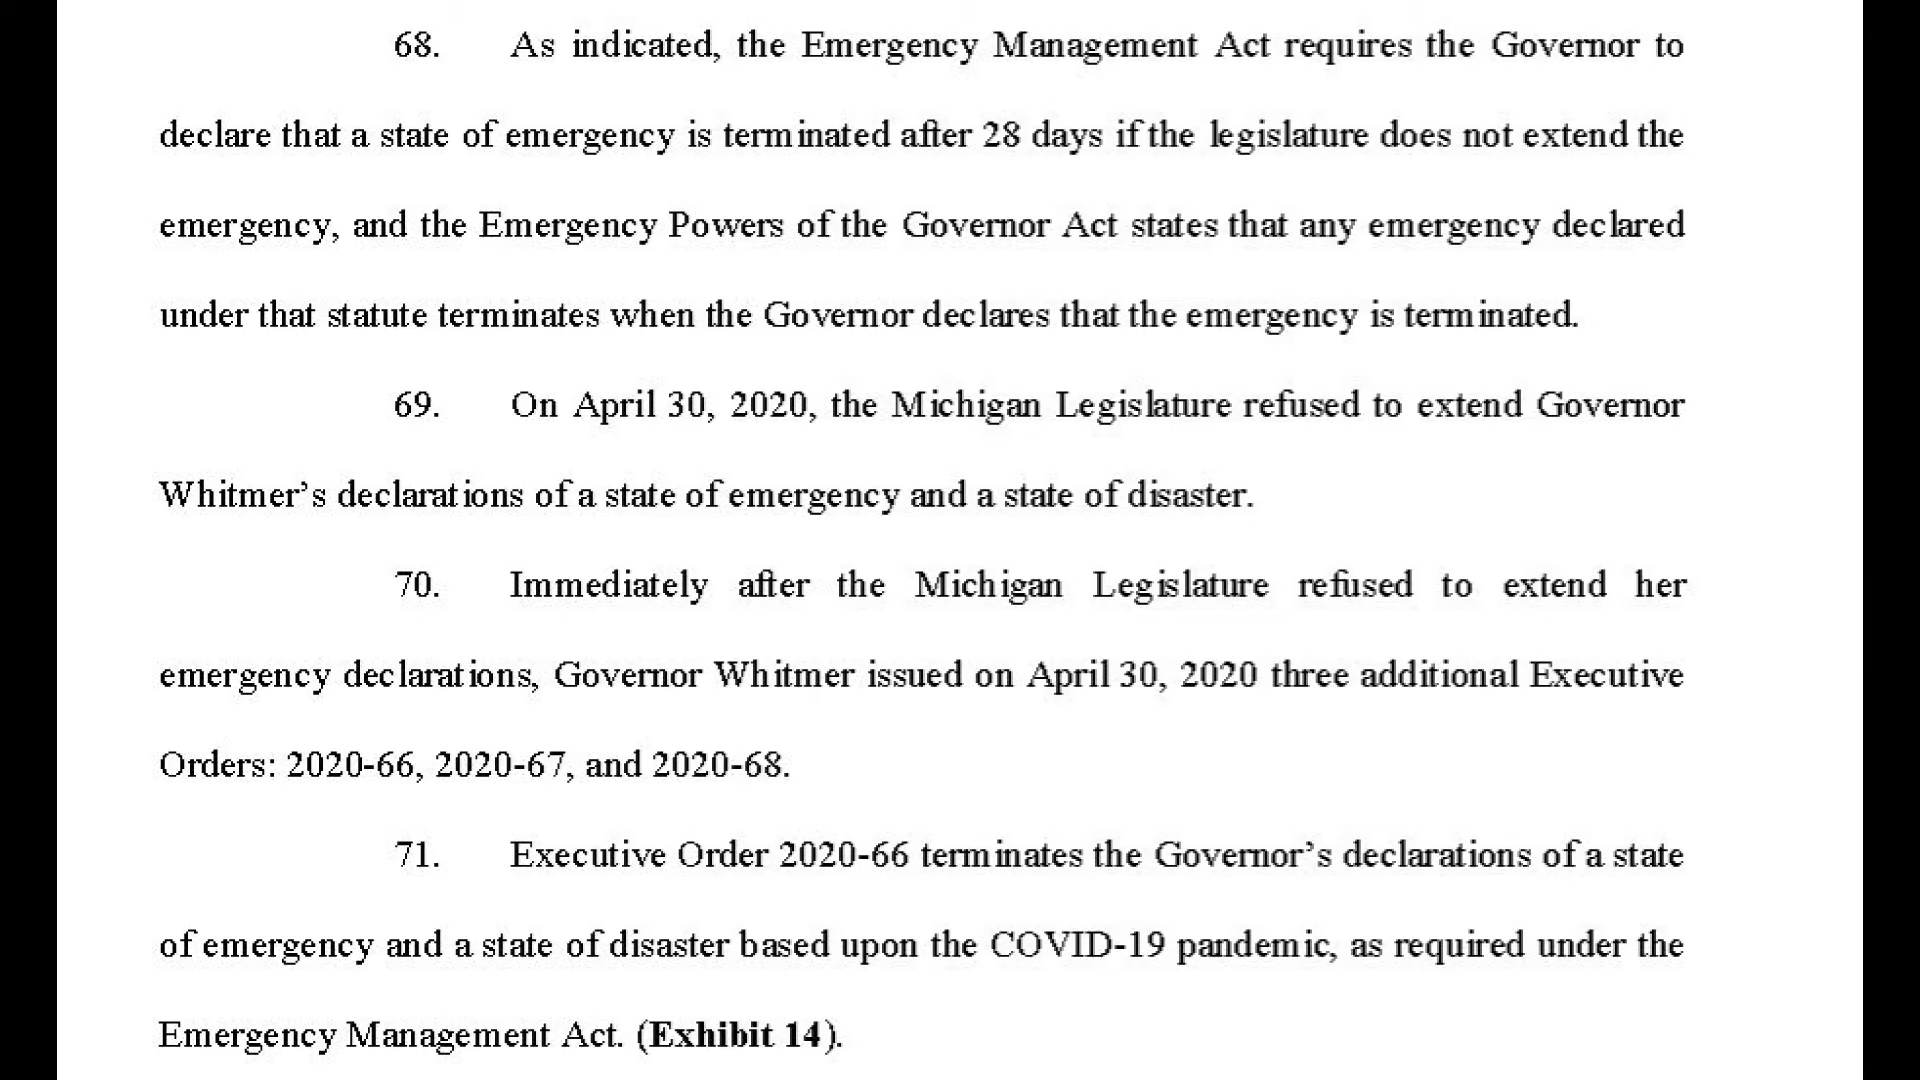 68. As indicated, the Emergency Management Act requires the Governor to
declare that a state of emergency is terminated after 28 days if the legislature does not extend the
emergency, and the Emergency Powers of the Governor Act states that any emergency declared
under that statute terminates when the Governor declares that the emergency is terminated.
69. On April 30, 2020, the Michigan Legislature refused to extend Governor
Whitmer’s declarations of a state of emergency and a state of disaster.
70. Immediately after the Michigan Legislature refused to extend her
emergency declarations, Governor Whitmer issued on April 30, 2020 three additional Executive
Orders: 2020-66, 2020-67, and 2020-68.
71. Executive Order 2020-66 terminates the Governor’s declarations of a state
of emergency and a state of disaster based upon the COVID-19 pandemic, as required under the
Emergency Management Act. (Exhibit 14).